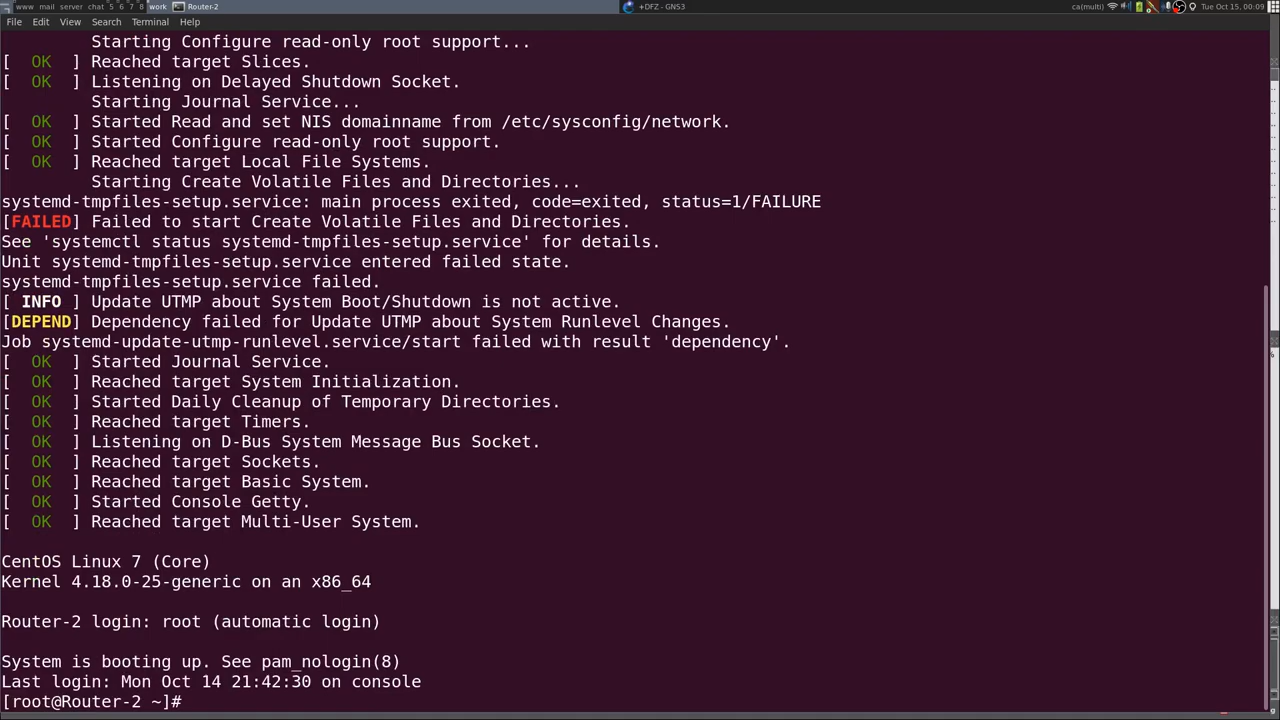 www mail server chat 5 6 7 8 work Router-2 +DFZ - GNS3 ca(multi) Tue Oct 15, 00:09
File Edit View Search Terminal Help
Starting Configure read-only root support...
[ OK ] Reached target Slices.
[ OK ] Listening on Delayed Shutdown Socket.
Starting Journal Service...
[ OK ] Started Read and set NIS domainname from /etc/sysconfig/network.
[ OK ] Started Configure read-only root support.
[ OK ] Reached target Local File Systems.
Starting Create Volatile Files and Directories...
systemd-tmpfiles-setup.service: main process exited, code=exited, status=1/FAILURE
[FAILED] Failed to start Create Volatile Files and Directories.
See 'systemctl status systemd-tmpfiles-setup.service' for details.
Unit systemd-tmpfiles-setup.service entered failed state.
systemd-tmpfiles-setup.service failed.
[ INFO ] Update UTMP about System Boot/Shutdown is not active.
[DEPEND] Dependency failed for Update UTMP about System Runlevel Changes.
Job systemd-update-utmp-runlevel.service/start failed with result 'dependency'.
[ OK ] Started Journal Service.
[ OK ] Reached target System Initialization.
[ OK ] Started Daily Cleanup of Temporary Directories.
[ OK ] Reached target Timers.
[ OK ] Listening on D-Bus System Message Bus Socket.
[ OK ] Reached target Sockets.
[ OK ] Reached target Basic System.
[ OK ] Started Console Getty.
[ OK ] Reached target Multi-User System.
CentOS Linux 7 (Core)
Kernel 4.18.0-25-generic on an x86_64
Router-2 login: root (automatic login)
System is booting up. See pam_nologin(8)
Last login: Mon Oct 14 21:42:30 on console
[root@Router-2 ~]#